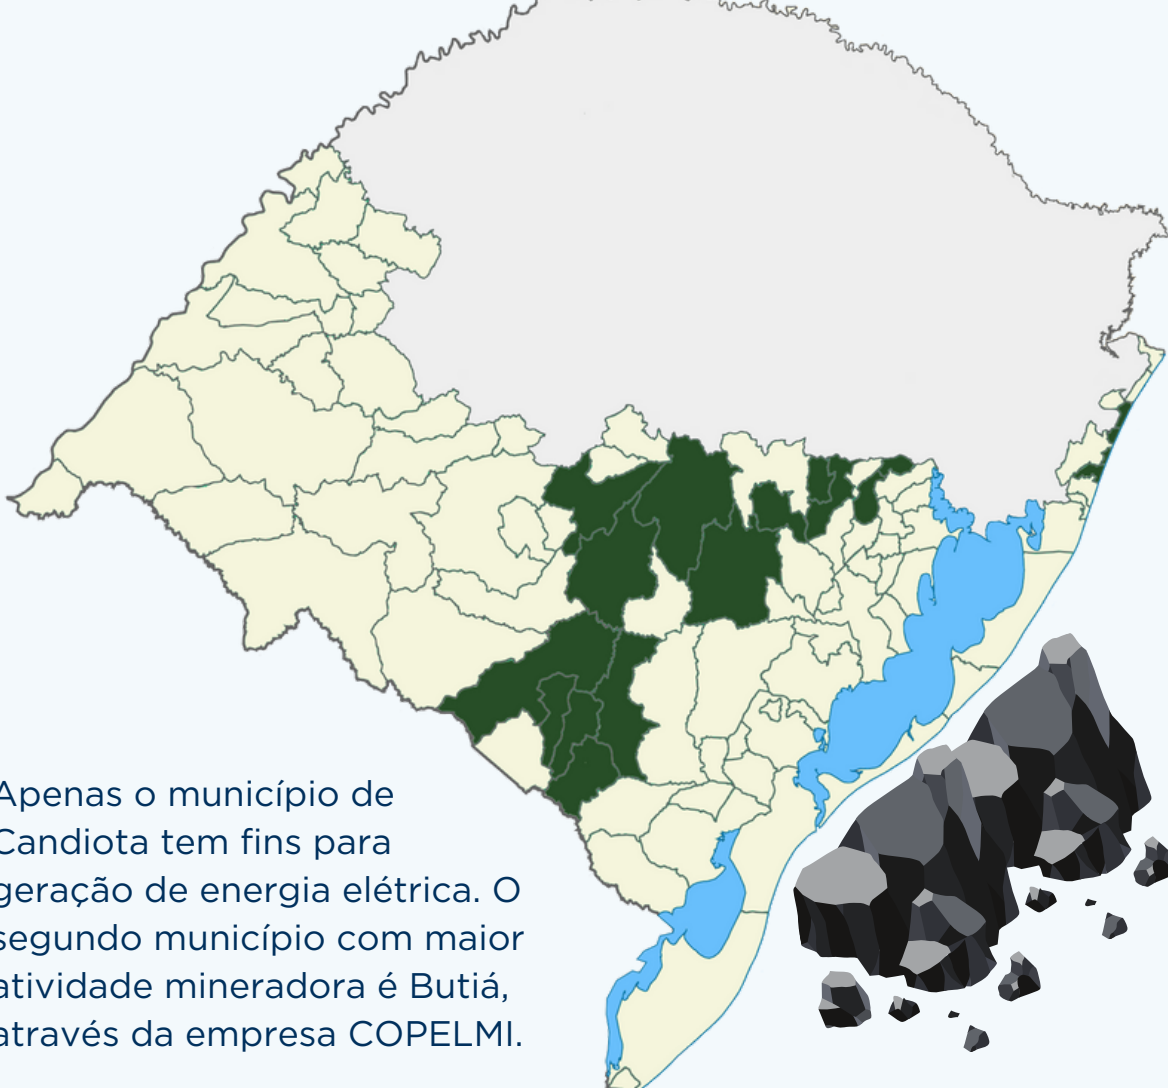 Apenas o município de
Candiota tem fins para
geração de energia elétrica. O
segundo município com maior
atividade mineradora é Butiá,
através da empresa COPELMI.